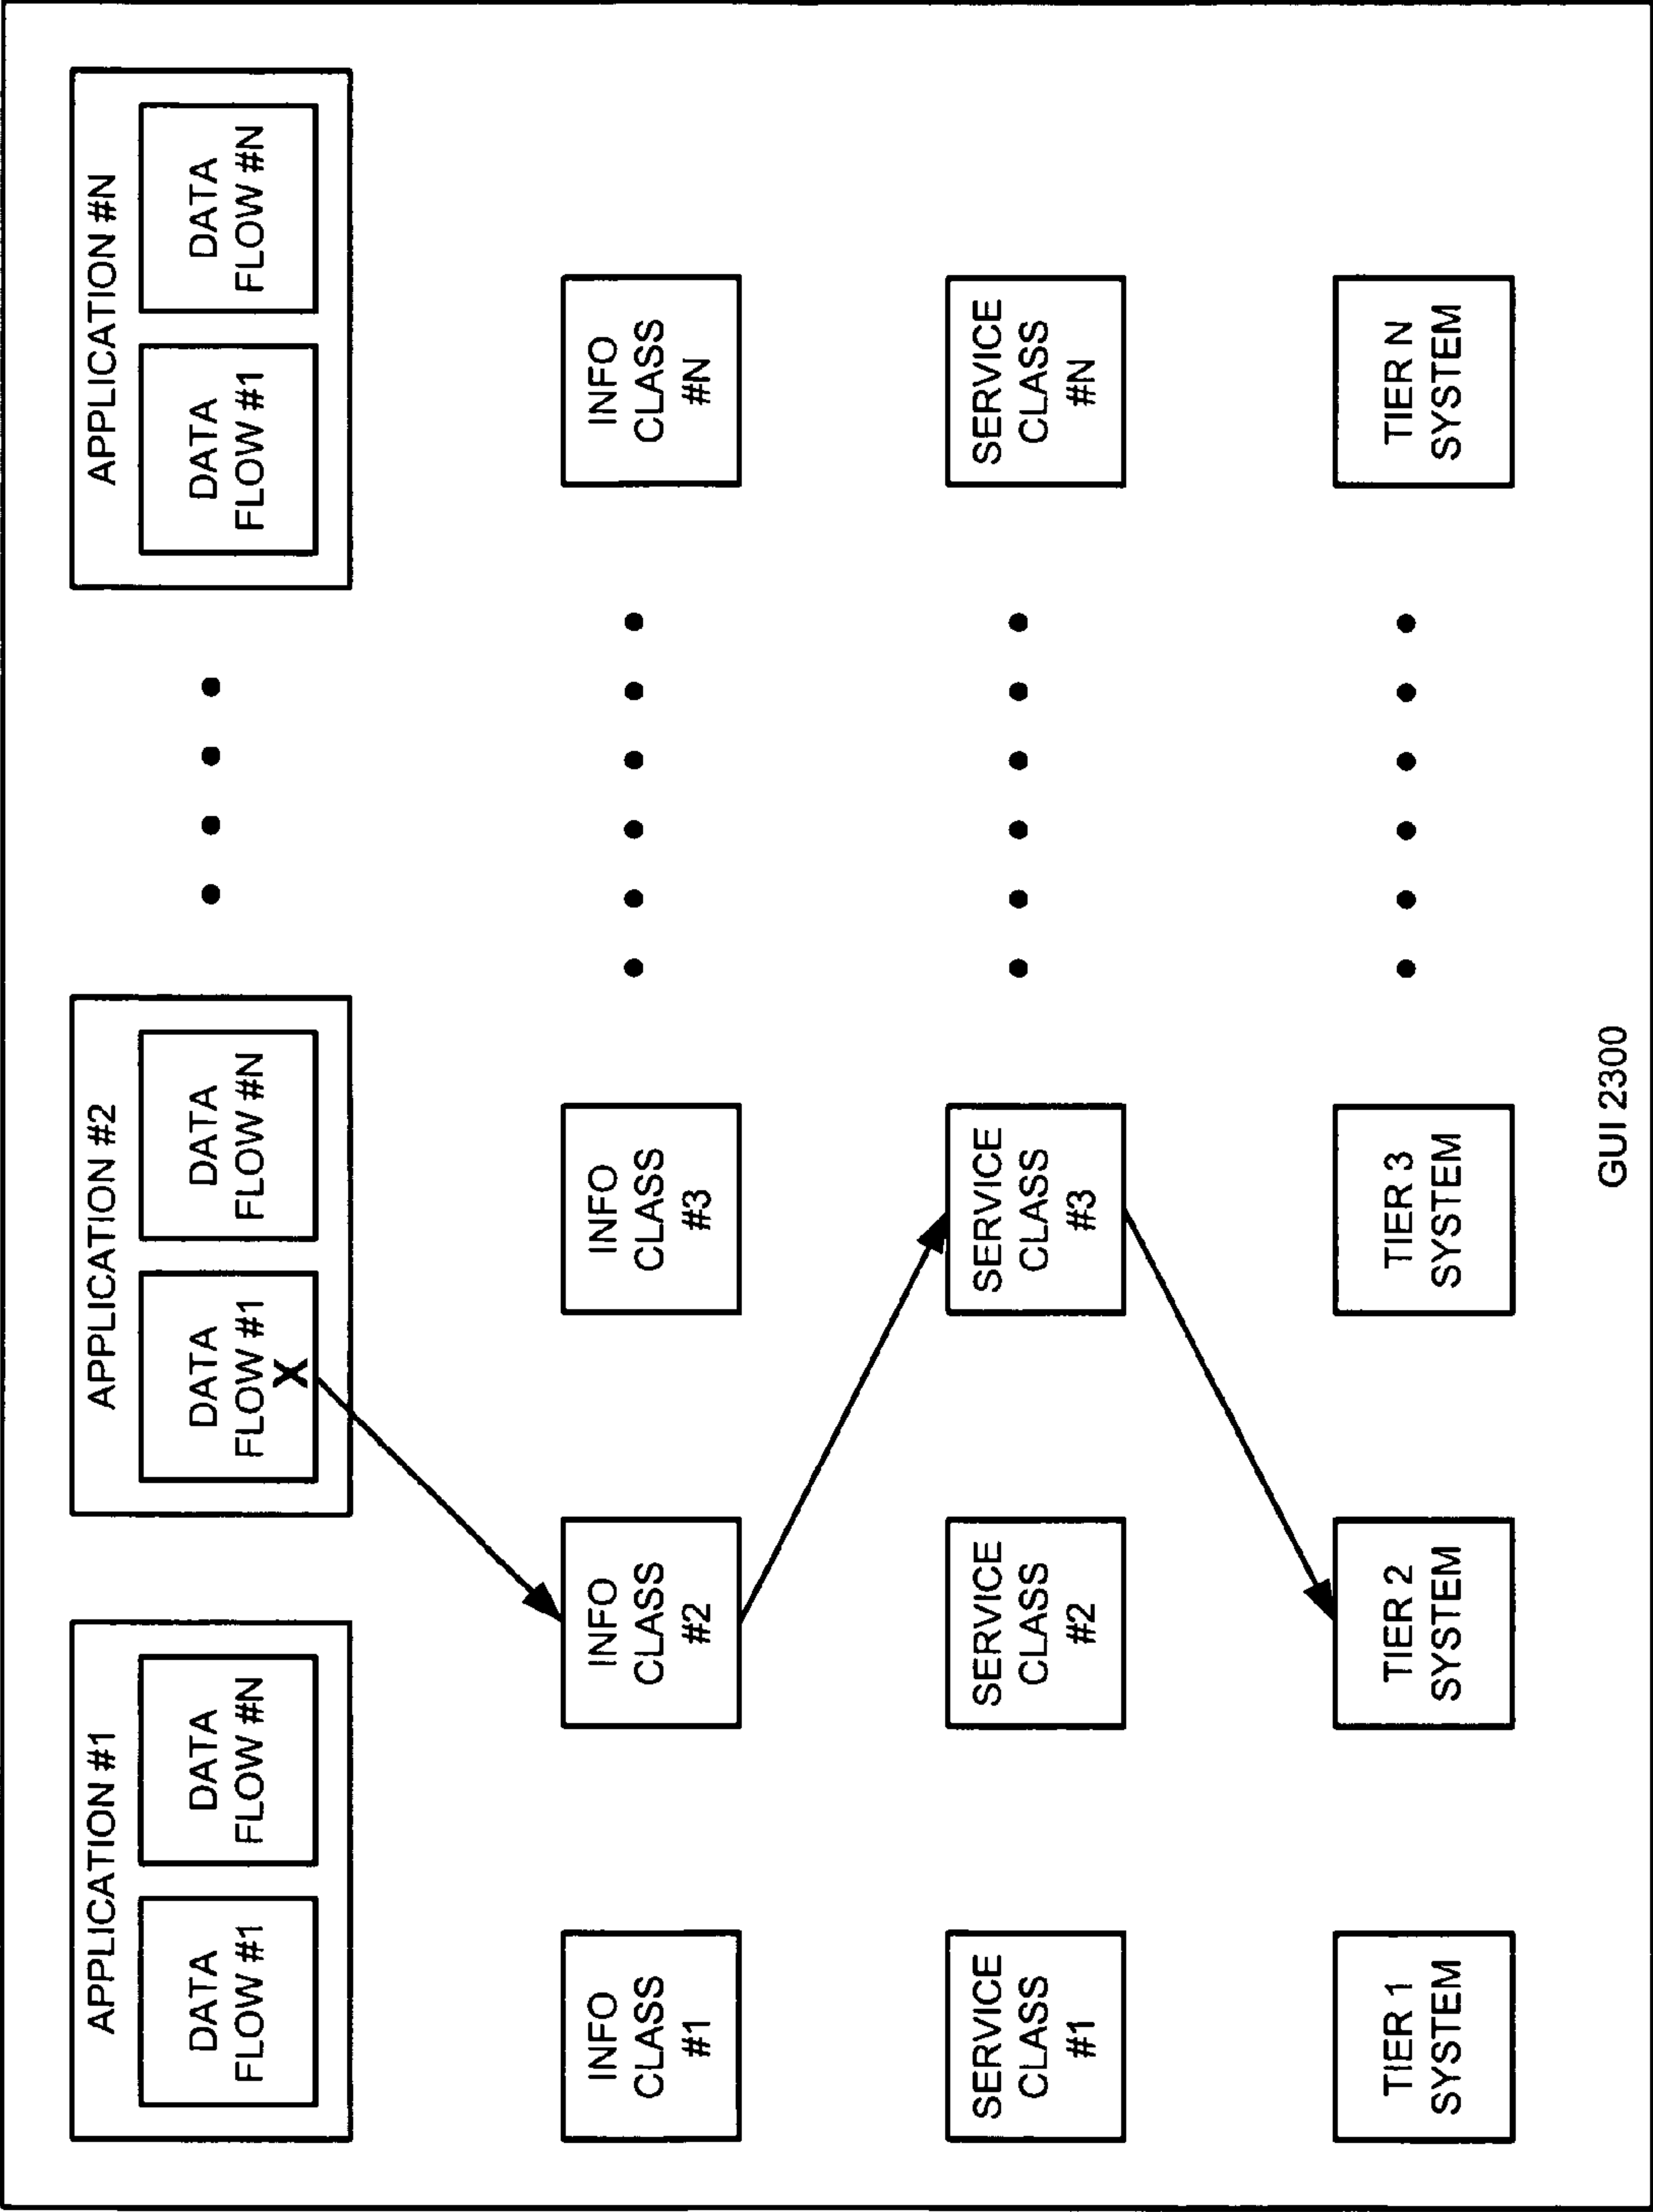 APPLICATION #1
DATA
FLOW #1
DATA
FLOW #N
APPLICATION #2
DATA
FLOW #1
X
DATA
FLOW #N
APPLICATION #N
DATA
FLOW #1
DATA
FLOW #N
INFO
CLASS
#1
INFO
CLASS
#2
INFO
CLASS
#3
INFO
CLASS
#N
SERVICE
CLASS
#1
SERVICE
CLASS
#2
SERVICE
CLASS
#3
SERVICE
CLASS
#N
TIER 1
SYSTEM
TIER 2
SYSTEM
TIER 3
SYSTEM
TIER N
SYSTEM
GUI 2300